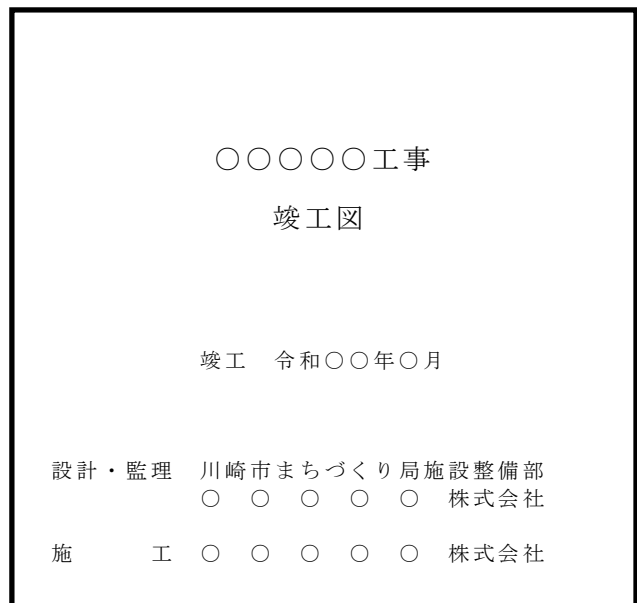 ○○○○○工事
竣工図
竣工　令和○○年○月
設計・監理　川崎市まちづくり局施設整備部
○　○　○　○　○　株式会社
施　　　工　○　○　○　○　○　株式会社